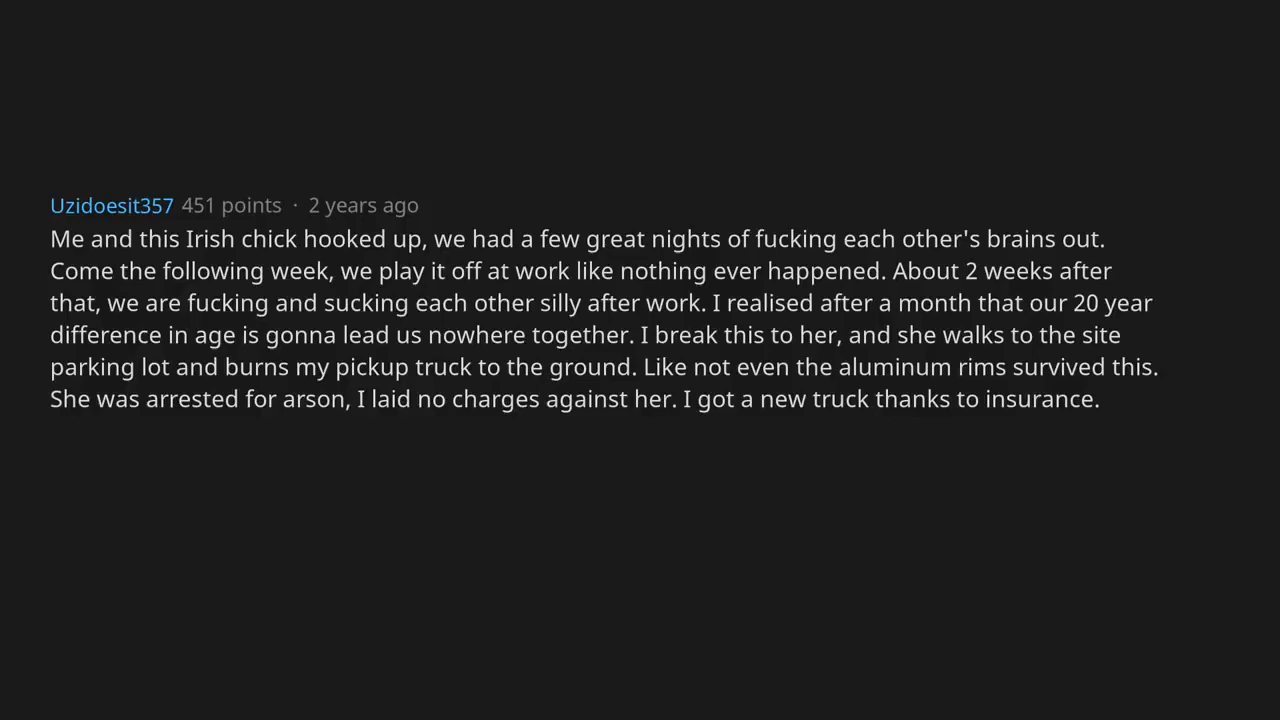 Uzidoesit357 451 points · 2 years ago
Me and this Irish chick hooked up, we had a few great nights of fucking each other's brains out.
Come the following week, we play it off at work like nothing ever happened. About 2 weeks after
that, we are fucking and sucking each other silly after work. I realised after a month that our 20 year
difference in age is gonna lead us nowhere together. I break this to her, and she walks to the site
parking lot and burns my pickup truck to the ground. Like not even the aluminum rims survived this.
She was arrested for arson, I laid no charges against her. I got a new truck thanks to insurance.